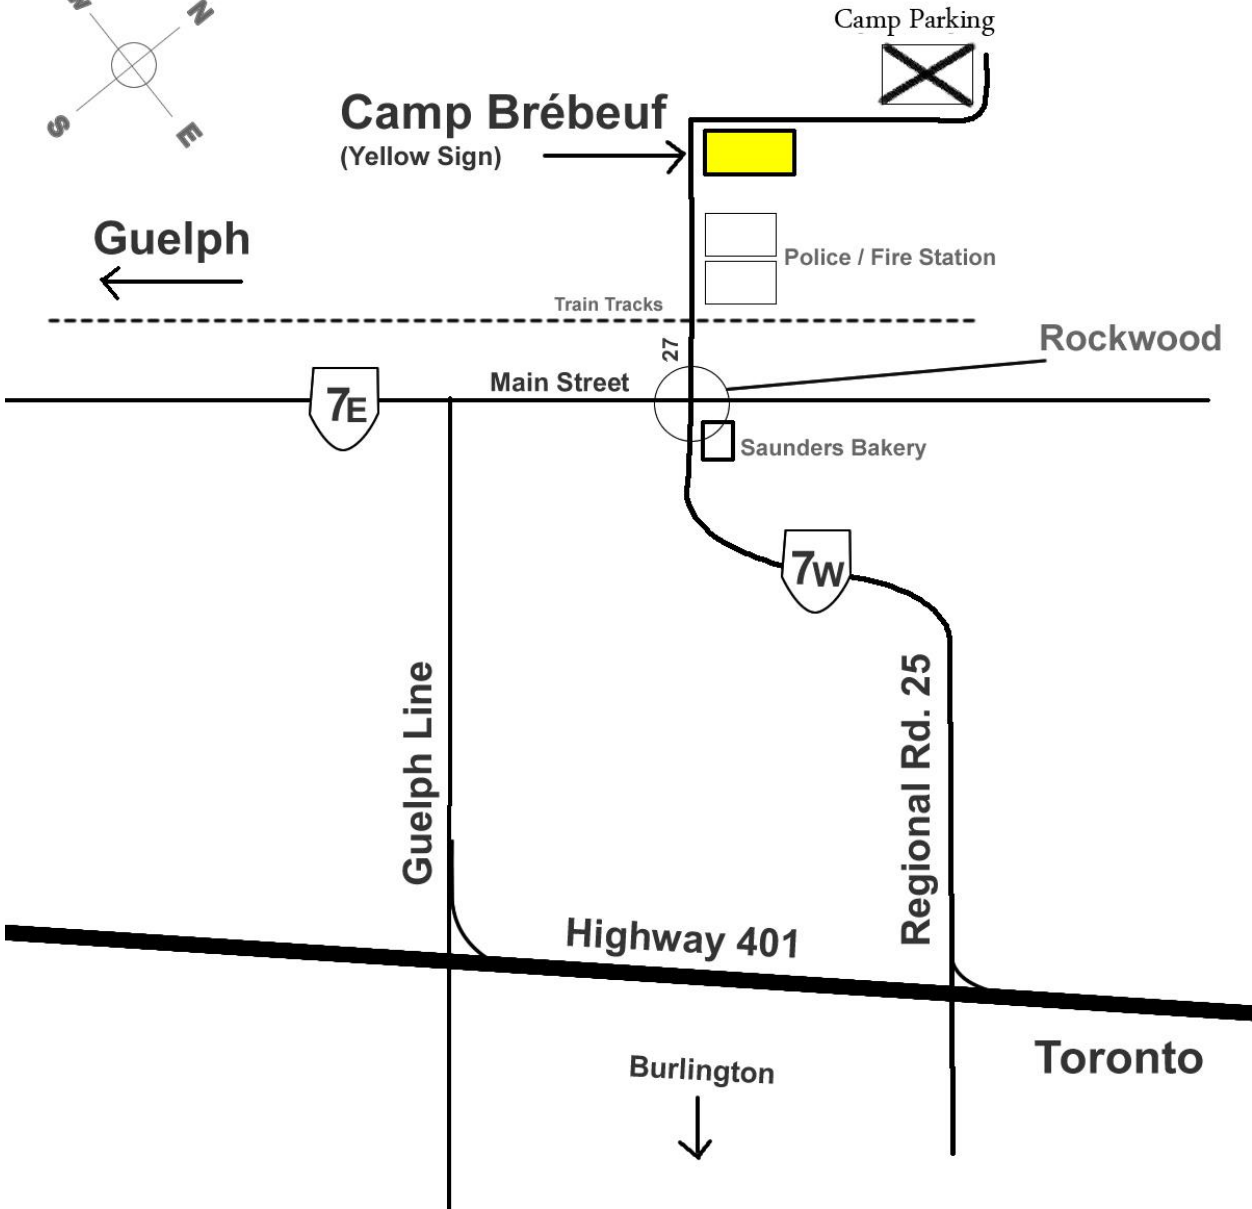 W
N
S
E
Camp Parking
Camp Brébeuf
(Yellow Sign)
Guelph
Police / Fire Station
Train Tracks
27
Rockwood
Main Street
7E
Saunders Bakery
7W
Guelph Line
Regional Rd. 25
Highway 401
Toronto
Burlington